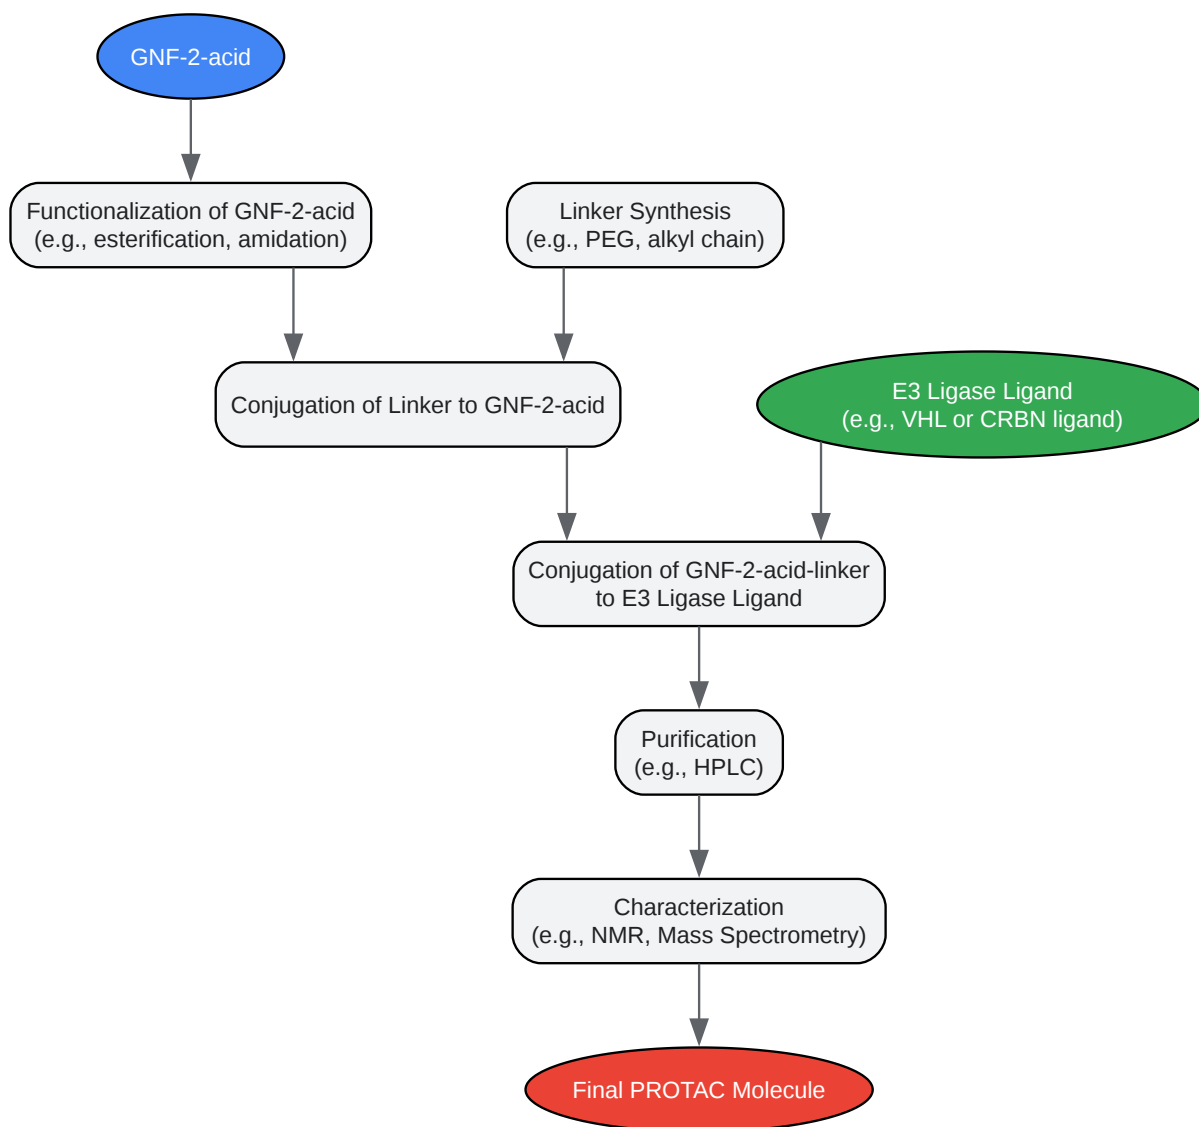 GNF-2-acid
Functionalization of GNF-2-acid
(e.g., esterification, amidation)
Linker Synthesis
(e.g., PEG, alkyl chain)
Conjugation of Linker to GNF-2-acid
E3 Ligase Ligand
(e.g., VHL or CRBN ligand)
Conjugation of GNF-2-acid-linker
to E3 Ligase Ligand
Purification
(e.g., HPLC)
Characterization
(e.g., NMR, Mass Spectrometry)
Final PROTAC Molecule